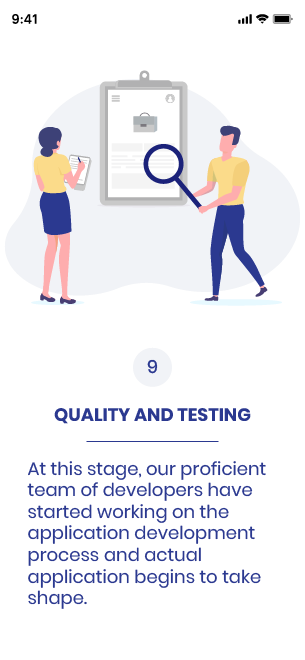 9:41
9
QUALITY AND TESTING
At this stage, our proficient
team of developers have
started working on the
application development
process and actual
application begins to take
shape.